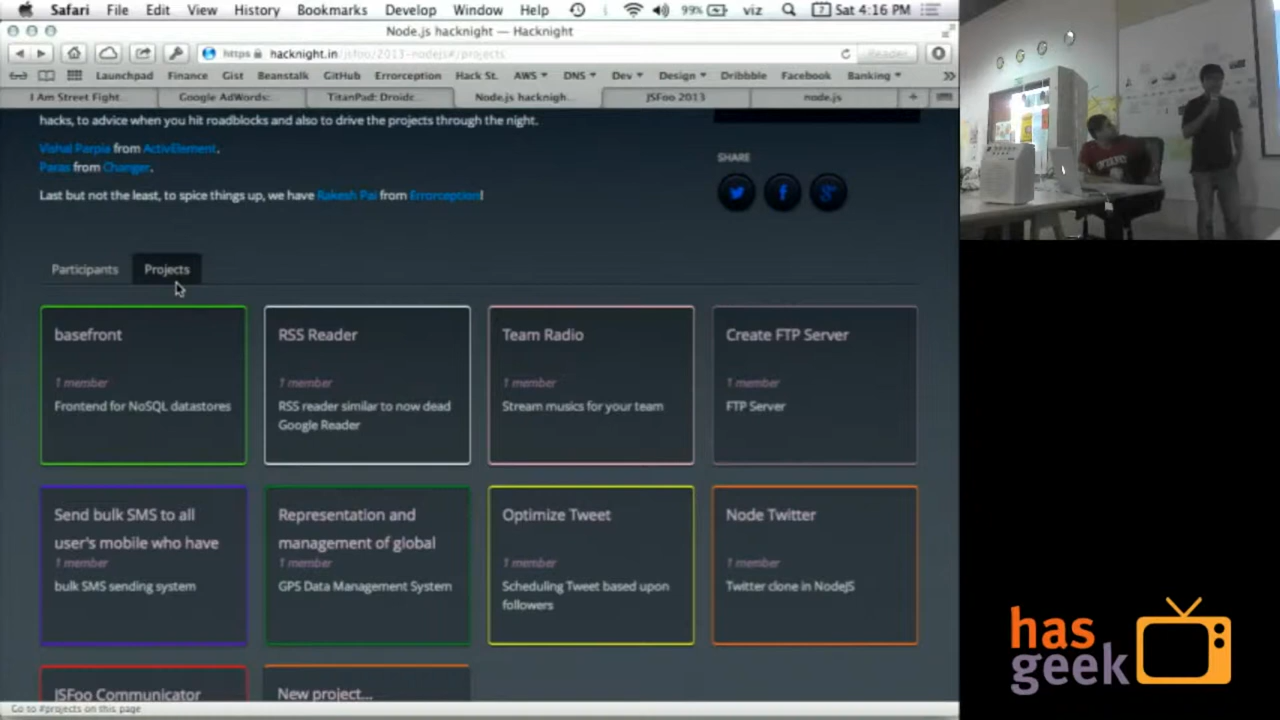 Safari File Edit View History Bookmarks Develop Window Help 99% viz 7 Sat 4:16 PM
Node.js hacknight — Hacknight
https hacknight.in/jsfoo/2013-nodejs#/projects Reader
Launchpad Finance Gist Beanstalk GitHub Errorception Hack St. AWS DNS Dev Design Dribbble Facebook Banking
I Am Street Fight... Google AdWords: TitanPad: Droidc... Node.js hacknigh... JSFoo 2013 node.js
hacks, to advice when you hit roadblocks and also to drive the projects through the night.
Vishal Parpia from ActivElement.
Paras from Changer.
Last but not the least, to spice things up, we have Rakesh Pai from Errorception!
SHARE
Participants Projects
basefront
1 member
Frontend for NoSQL datastores
RSS Reader
1 member
RSS reader similar to now dead
Google Reader
Team Radio
1 member
Stream musics for your team
Create FTP Server
1 member
FTP Server
Send bulk SMS to all
user's mobile who have
1 member
bulk SMS sending system
Representation and
management of global
1 member
GPS Data Management System
Optimize Tweet
1 member
Scheduling Tweet based upon
followers
Node Twitter
1 member
Twitter clone in NodeJS
JSFoo Communicator
New project...
Go to #projects on this page
has
geek